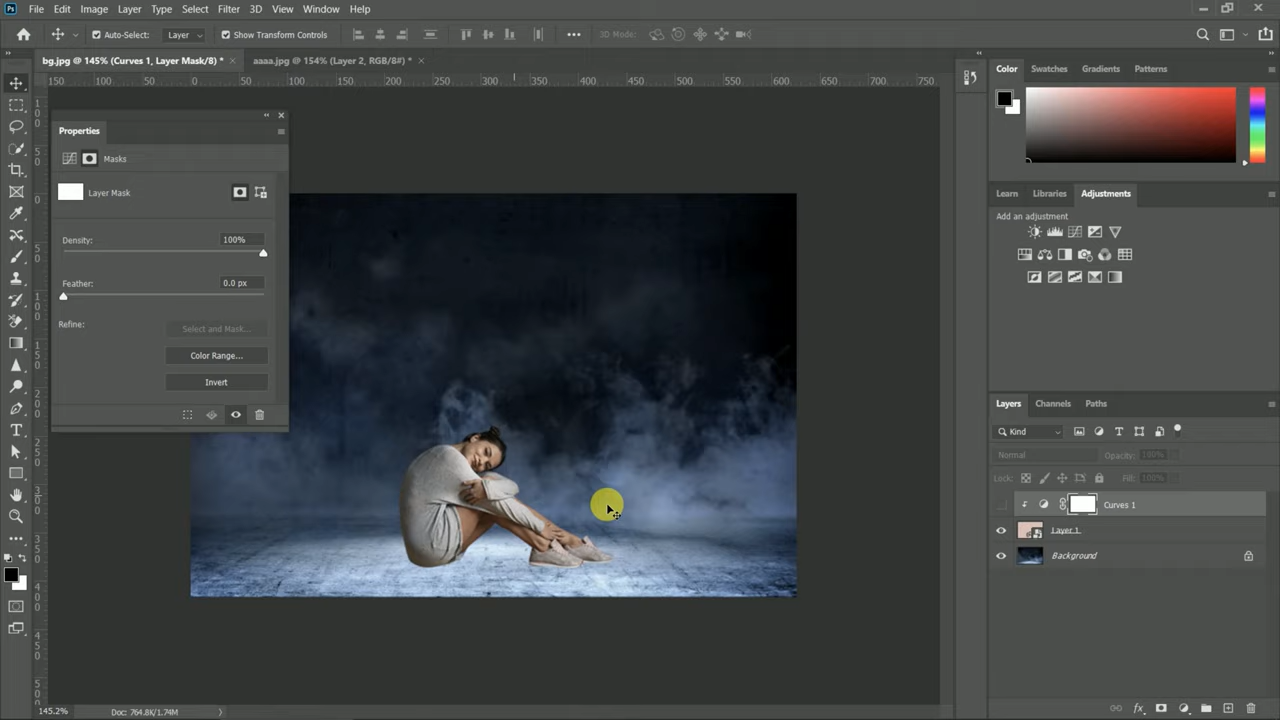 Ps File Edit Image Layer Type Select Filter 3D View Window Help
Auto-Select: Layer Show Transform Controls 3D Mode:
bg.jpg @ 145% (Curves 1, Layer Mask/8) * × aaaa.jpg @ 154% (Layer 2, RGB/8#) * ×
150 100 50 0 50 100 150 200 250 300 350 400 450 500 550 600 650 700 750
Properties
Masks
Layer Mask
Density: 100%
Feather: 0.0 px
Refine: Select and Mask...
Color Range...
Invert
Color Swatches Gradients Patterns
Learn Libraries Adjustments
Add an adjustment
Layers Channels Paths
Kind
Normal Opacity: 100%
Lock: Fill: 100%
Curves 1
Layer 1
Background
145.2% Doc: 764.8K/1.74M